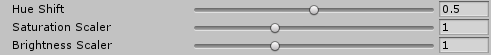 Hue Shift 0.5
Saturation Scaler 1
Brightness Scaler 1